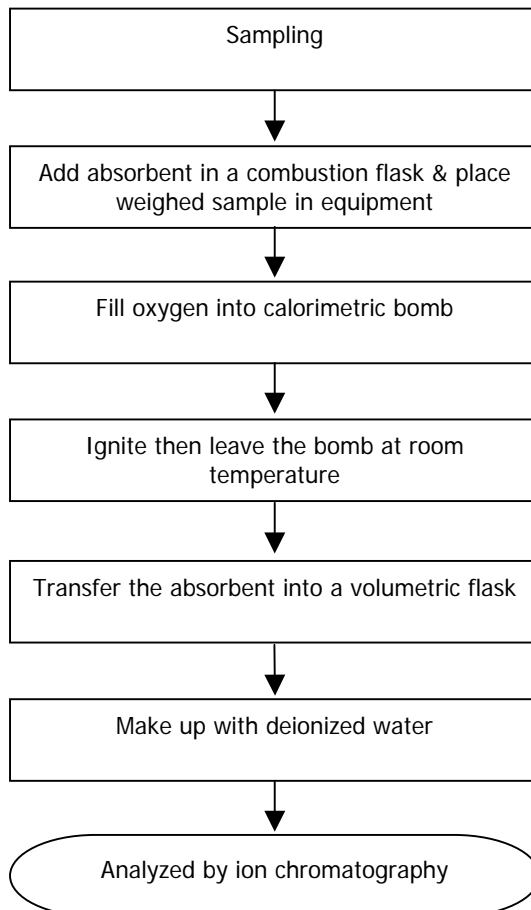 Sampling
Add absorbent in a combustion flask & place
weighed sample in equipment
Fill oxygen into calorimetric bomb
Ignite then leave the bomb at room
temperature
Transfer the absorbent into a volumetric flask
Make up with deionized water
Analyzed by ion chromatography